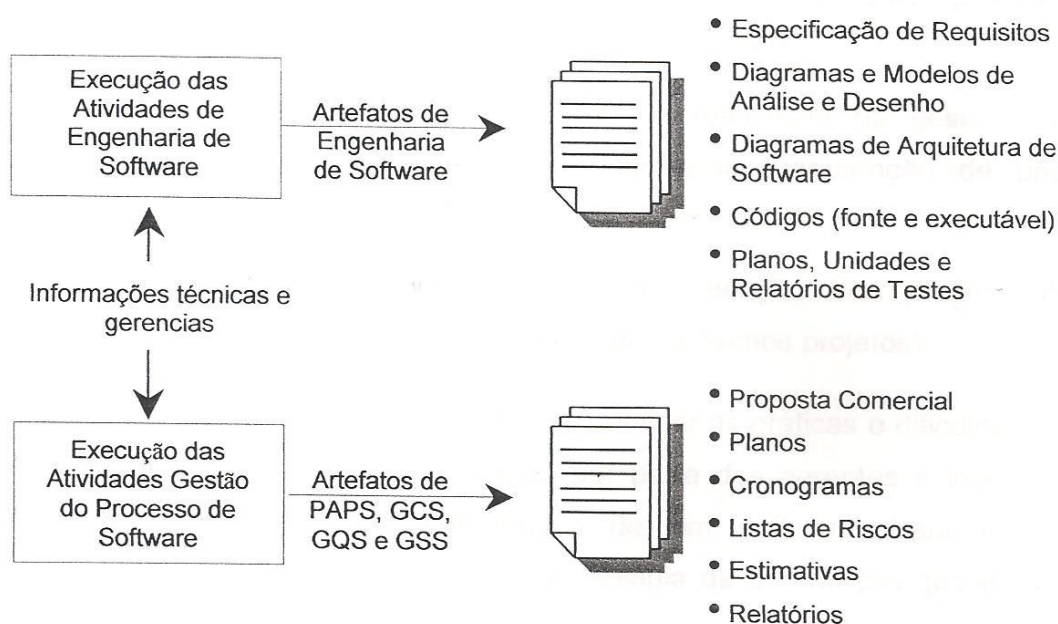 Execução das
Atividades de
Engenharia de
Software
Artefatos de
Engenharia
de Software
• Especificação de Requisitos
• Diagramas e Modelos de
Análise e Desenho
• Diagramas de Arquitetura de
Software
• Códigos (fonte e executável)
• Planos, Unidades e
Relatórios de Testes
Informações técnicas e
gerencias
Execução das
Atividades Gestão
do Processo de
Software
Artefatos de
PAPS, GCS,
GQS e GSS
• Proposta Comercial
• Planos
• Cronogramas
• Listas de Riscos
• Estimativas
• Relatórios